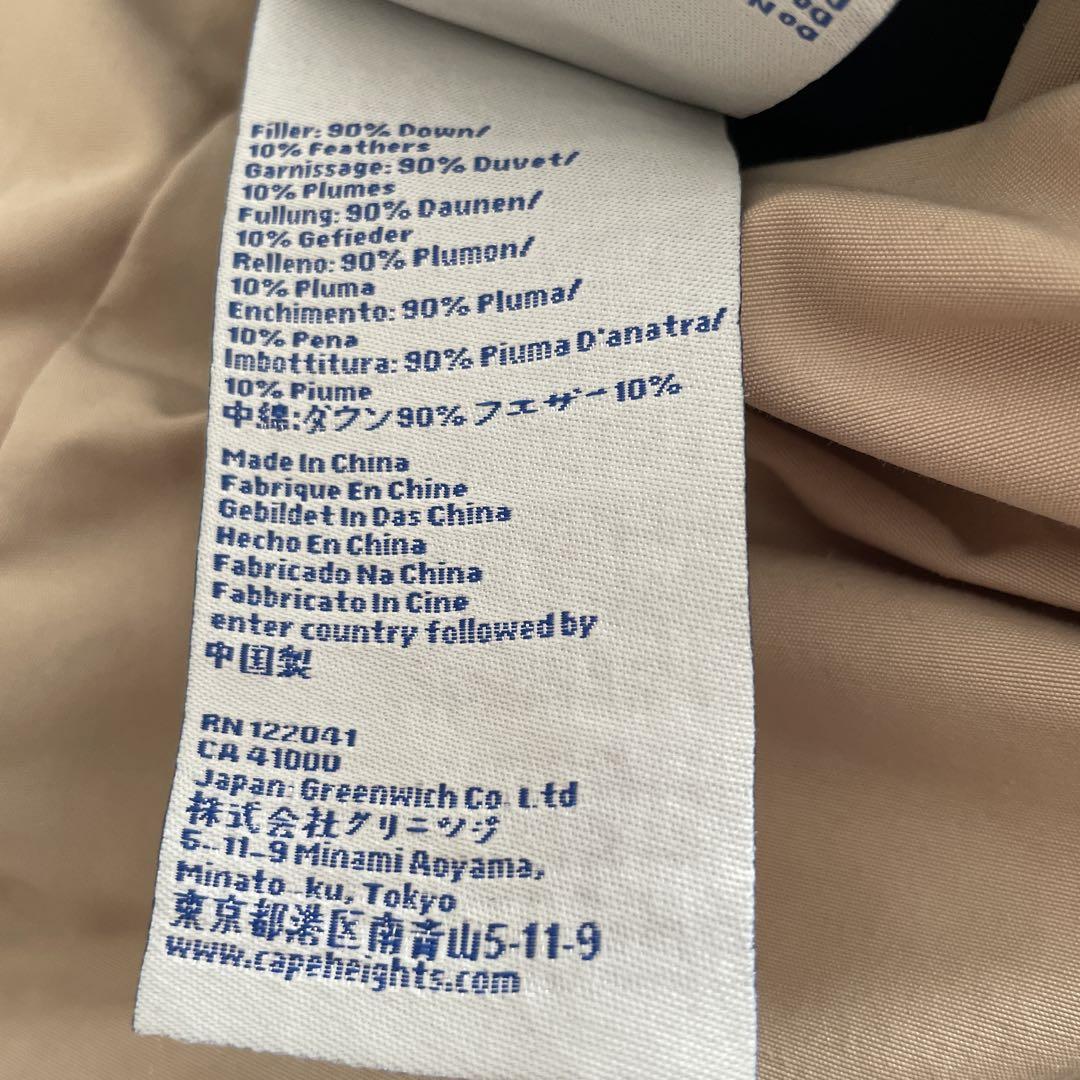 Do N
Do
D
Filler: 90% Down/
10% Feathers
Garnissage: 90% Duvet/
10% Plumes
Fullung: 90% Daunen/
10% Gefieder
Relleno: 90% Plumon/
10% Pluma
Enchimento: 90% Pluma/
10% Pena
Imbottitura: 90% Piuma D'anatra/
10% Piume
中綿:ダウン90% フェザー10%
Made In China
Fabrique En Chine
Gebildet In Das China
Hecho En China
Fabricado Na China
Fabbricato In Cine
enter country followed by
中国製
RN 122041
CA 41000
Japan: Greenwich Co. Ltd
株式会社グリニッジ
5-11-9 Minami Aoyama,
Minato-ku, Tokyo
東京都港区南青山5-11-9
www.capeheights.com